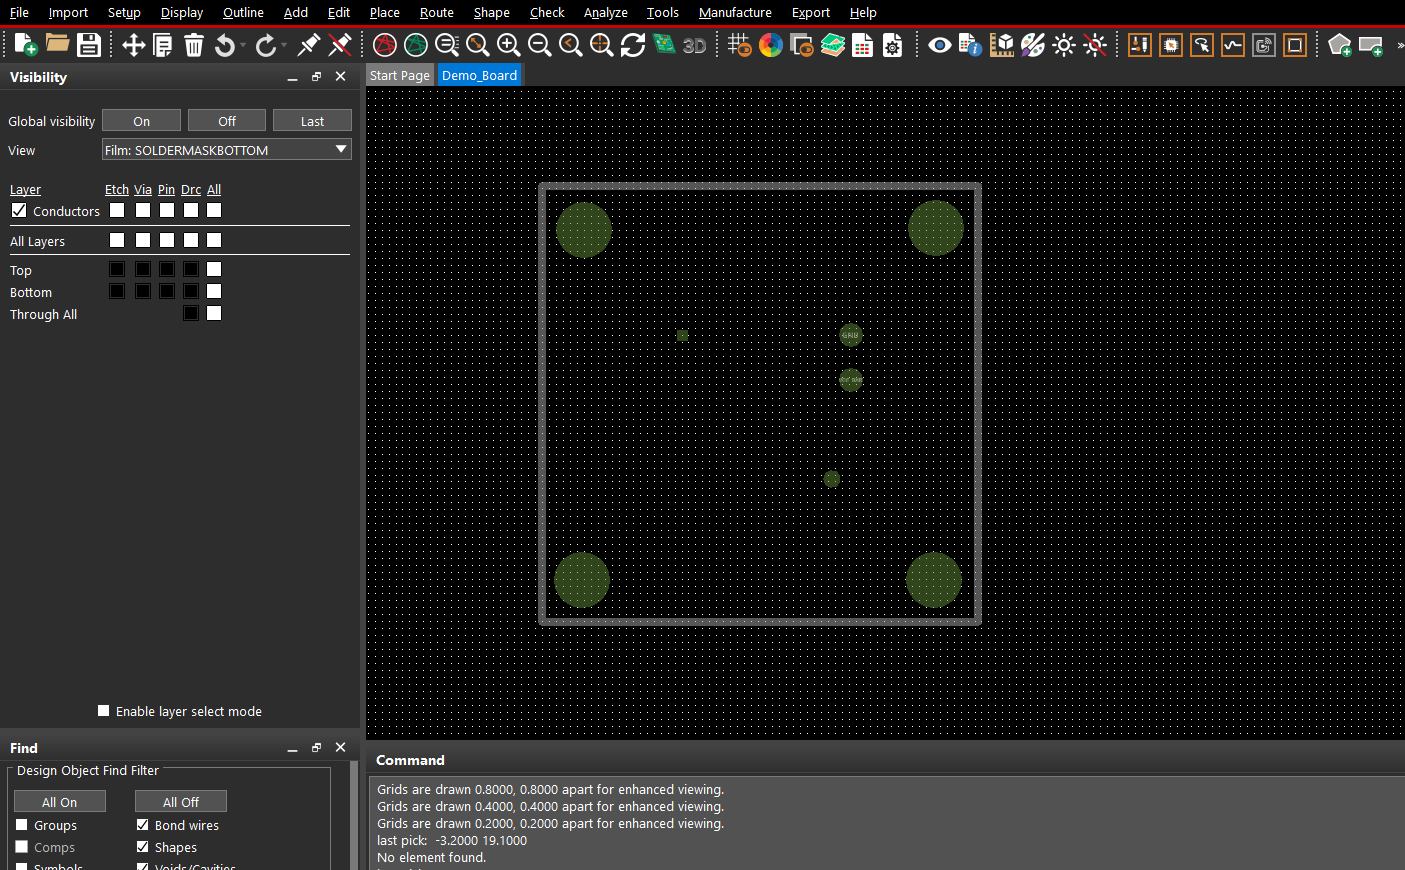 File Import Setup Display Outline Add Edit Place Route Shape Check Analyze Tools Manufacture Export Help
3D
»
Visibility
Start Page Demo_Board
Global visibility On Off Last
View Film: SOLDERMASKBOTTOM
Layer Etch Via Pin Drc All
Conductors
All Layers
Top
Bottom
Through All
GND
Enable layer select mode
Find
Design Object Find Filter
All On All Off
Groups Bond wires
Comps Shapes
Symbols Voids/Cavities
Command
Grids are drawn 0.8000, 0.8000 apart for enhanced viewing.
Grids are drawn 0.4000, 0.4000 apart for enhanced viewing.
Grids are drawn 0.2000, 0.2000 apart for enhanced viewing.
last pick: -3.2000 19.1000
No element found.